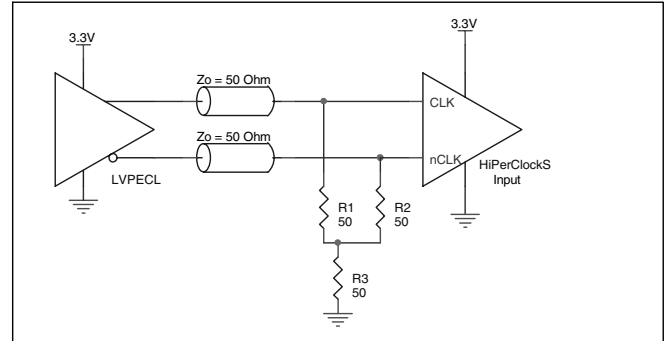 3.3V
3.3V
Zo = 50 Ohm
CLK
Zo = 50 Ohm
nCLK
LVPECL
HiPerClockS
Input
R1
50
R2
50
R3
50